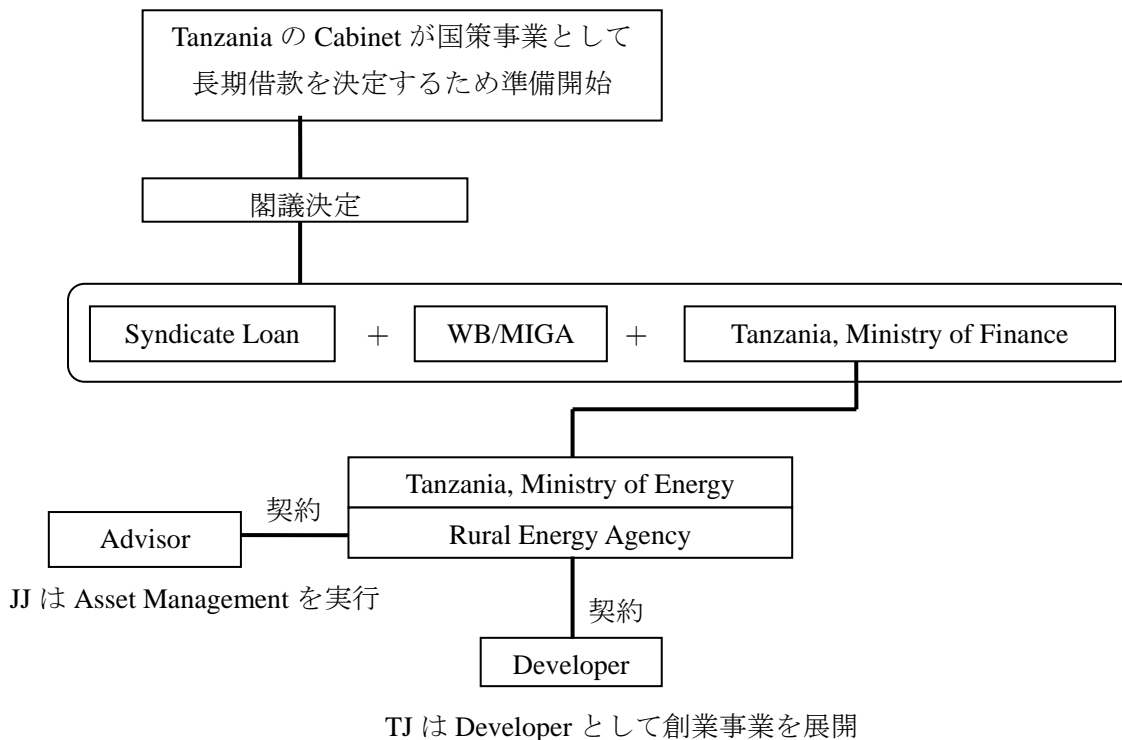 Tanzania の Cabinet が国策事業として
長期借款を決定するため準備開始
閣議決定
Syndicate Loan + WB/MIGA + Tanzania, Ministry of Finance
Tanzania, Ministry of Energy
契約
Advisor
Rural Energy Agency
JJ は Asset Management を実行
契約
Developer
TJ は Developer として創業事業を展開